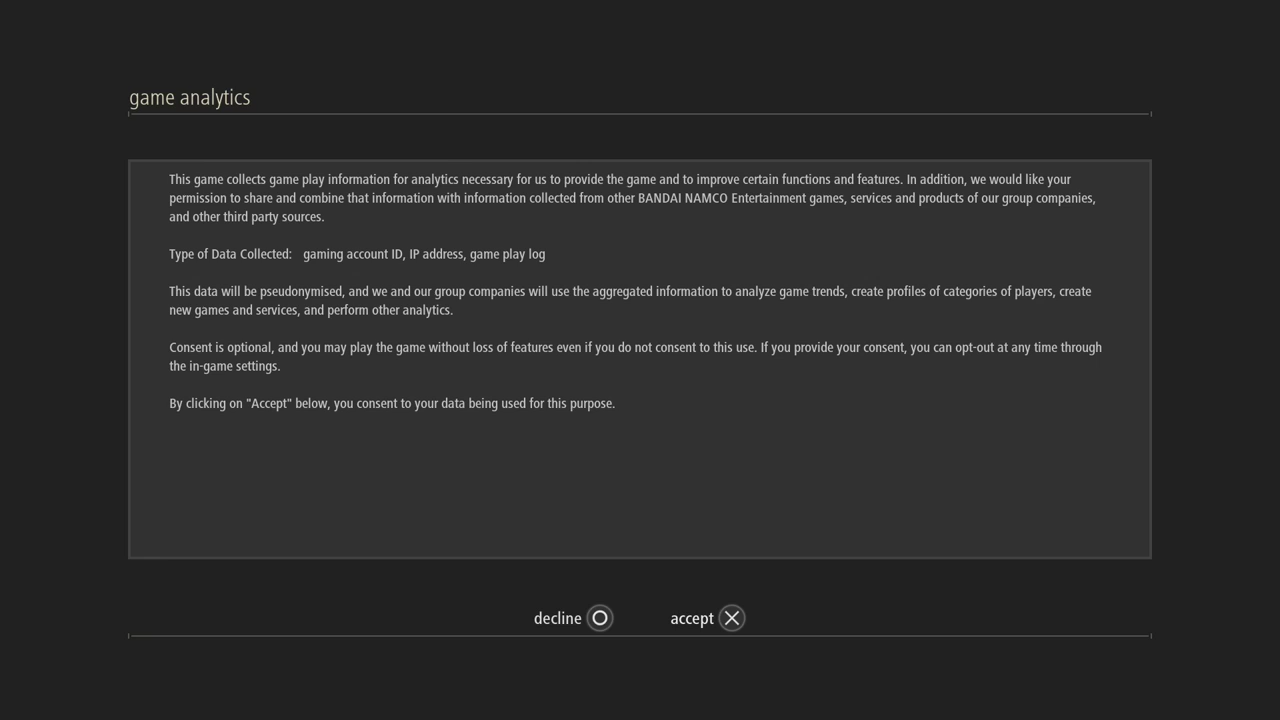 game analytics
This game collects game play information for analytics necessary for us to provide the game and to improve certain functions and features. In addition, we would like your
permission to share and combine that information with information collected from other BANDAI NAMCO Entertainment games, services and products of our group companies,
and other third party sources.
Type of Data Collected: gaming account ID, IP address, game play log
This data will be pseudonymised, and we and our group companies will use the aggregated information to analyze game trends, create profiles of categories of players, create
new games and services, and perform other analytics.
Consent is optional, and you may play the game without loss of features even if you do not consent to this use. If you provide your consent, you can opt-out at any time through
the in-game settings.
By clicking on "Accept" below, you consent to your data being used for this purpose.
decline accept